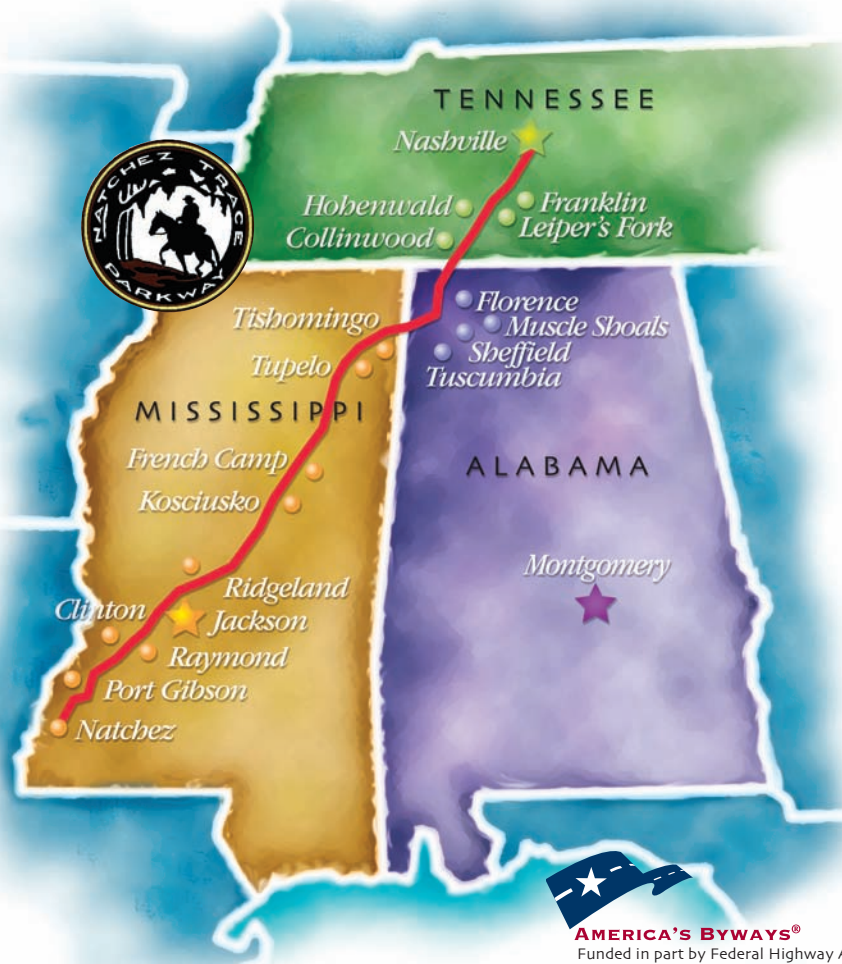 TENNESSEE
Nashville
NATCHEZ TRACE
PARKWAY
Hohenwald
Franklin
Leiper's Fork
Collinwood
Florence
Tishomingo
Muscle Shoals
Sheffield
Tupelo
Tuscumbia
MISSISSIPPI
French Camp
ALABAMA
Kosciusko
Montgomery
Ridgeland
Clinton
Jackson
Raymond
Port Gibson
Natchez
AMERICA'S BYWAYS®
Funded in part by Federal Highway A